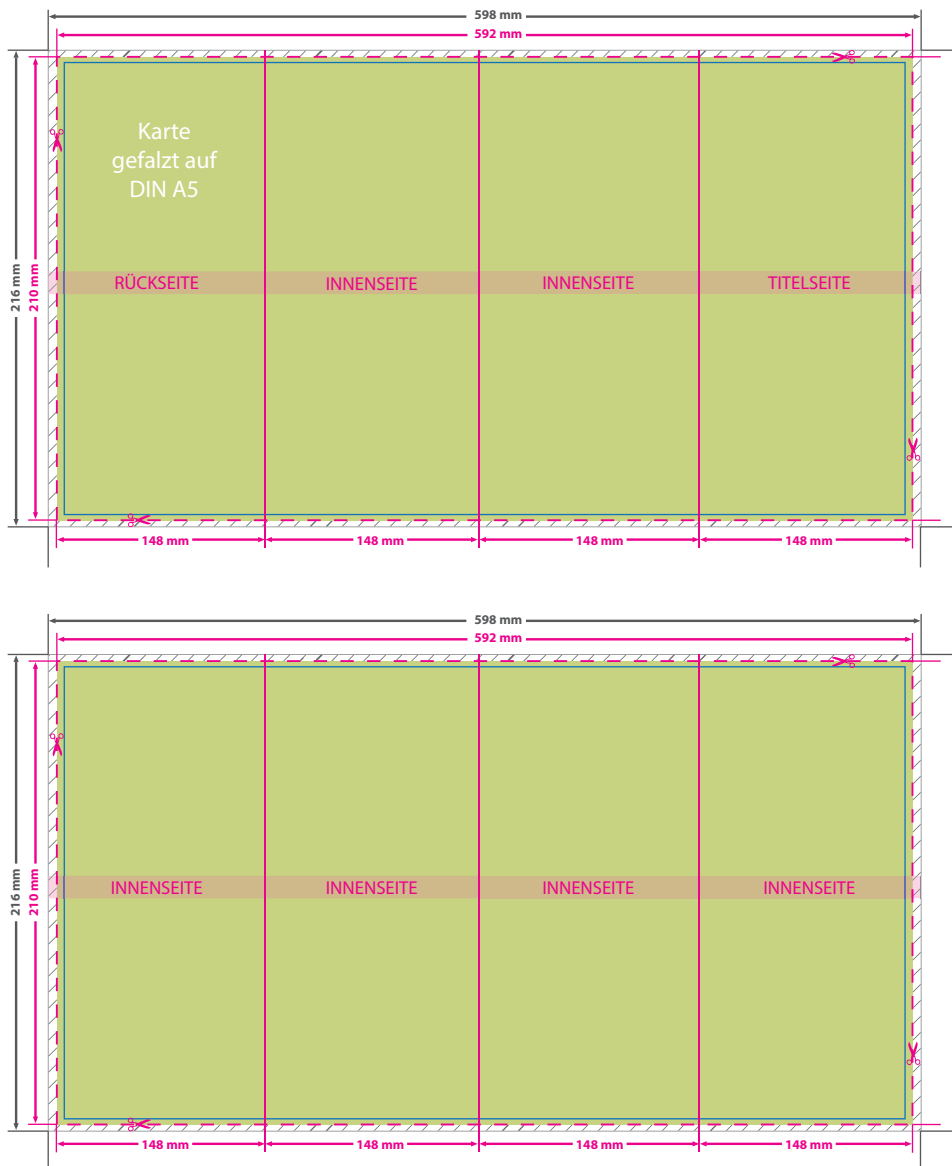 598 mm
592 mm
216 mm
210 mm
Karte
gefalzt auf
DIN A5
RÜCKSEITE
INNENSEITE
INNENSEITE
TITELSEITE
148 mm
148 mm
148 mm
148 mm
598 mm
592 mm
216 mm
210 mm
INNENSEITE
INNENSEITE
INNENSEITE
INNENSEITE
148 mm
148 mm
148 mm
148 mm